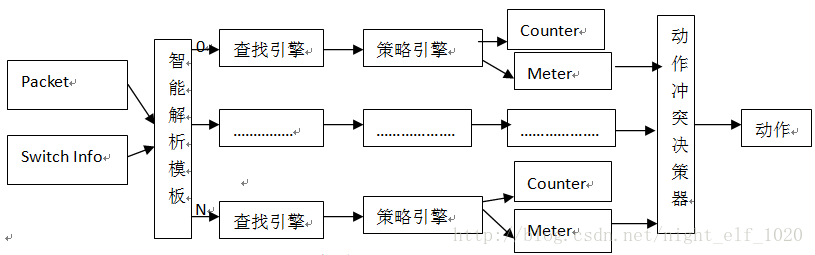 Packet
Switch Info
智能解析模板
0
查找引擎
策略引擎
Counter
Meter
...............
...................
...................
N
查找引擎
策略引擎
Counter
Meter
动作冲突决策器
动作
http://blog.csdn.net/night_elf_1020